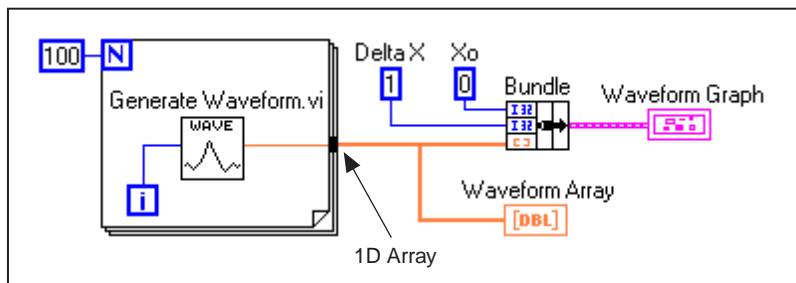 100
N
Generate Waveform.vi
WAVE
i
Delta X
1
Xo
0
Bundle
I32
I32
[ ]
Waveform Graph
Waveform Array
[DBL]
1D Array